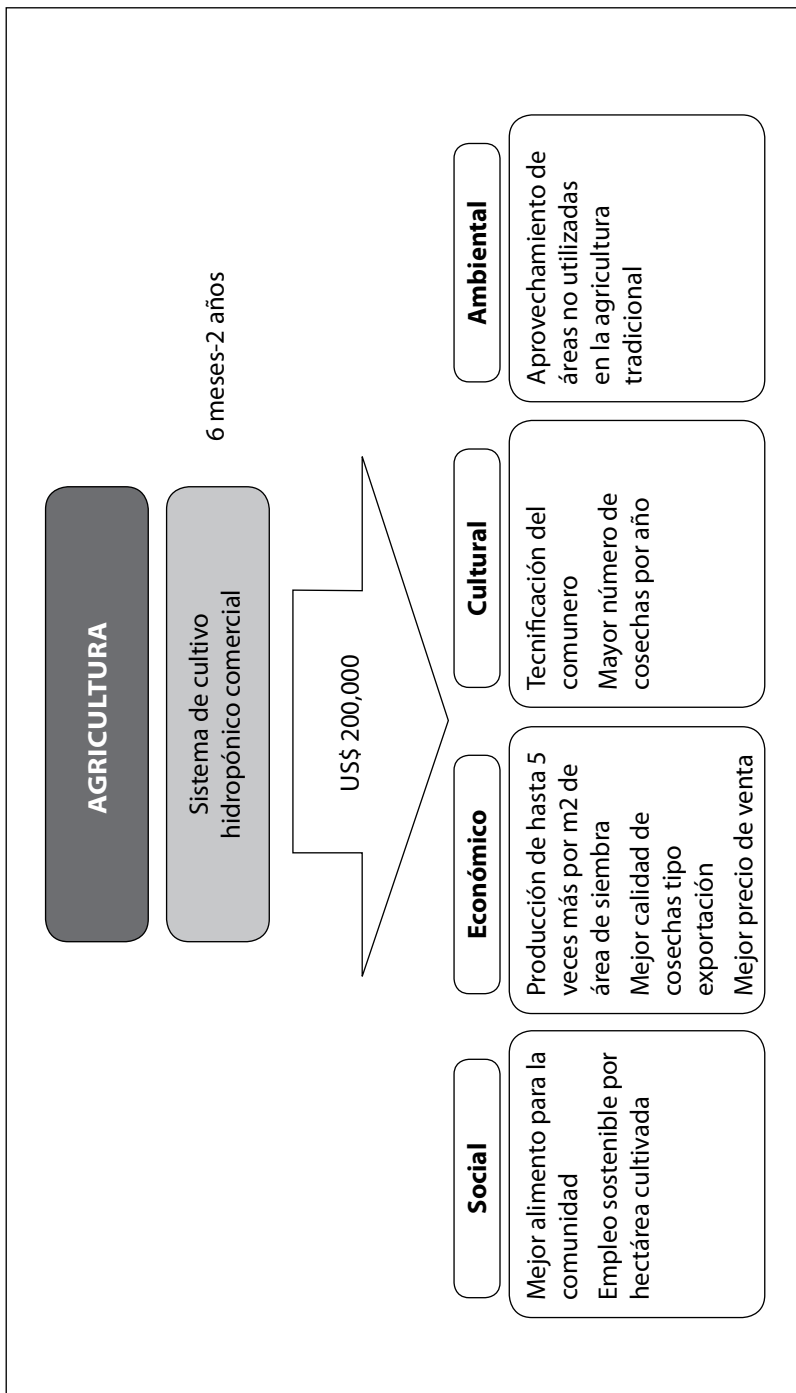 AGRICULTURA
Sistema de cultivo
hidropónico comercial
6 meses-2 años
US$ 200,000
Social
Mejor alimento para la
comunidad
Empleo sostenible por
hectárea cultivada
Económico
Producción de hasta 5
veces más por m2 de
área de siembra
Mejor calidad de
cosechas tipo
exportación
Mejor precio de venta
Cultural
Tecnificación del
comunero
Mayor número de
cosechas por año
Ambiental
Aprovechamiento de
áreas no utilizadas
en la agricultura
tradicional